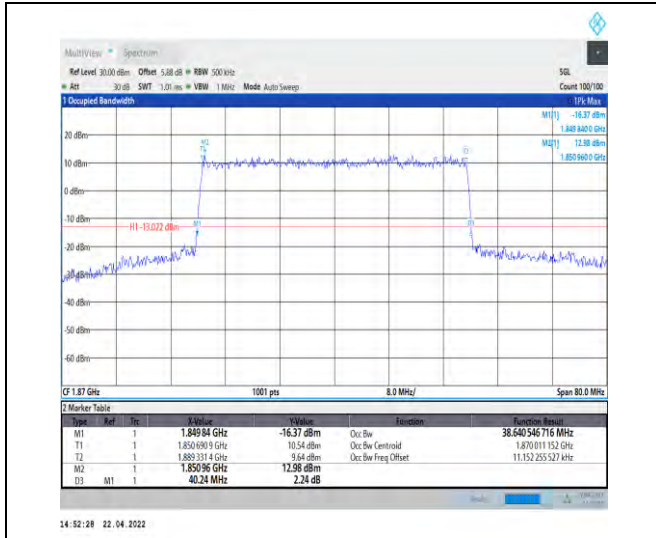 MultiView Spectrum
Ref Level 30.00 dBm Offset 5.88 dB RBW 500 kHz SGL
Att 30 dB SWT 1.01 ms VBW 1 MHz Mode Auto Sweep Count 100/100
1 Occupied Bandwidth 1Pk Max
M1[1] -16.37 dBm
1.849 840 0 GHz
M2[1] 12.98 dBm
1.850 960 0 GHz
20 dBm
M2
10 dBm
0 dBm
-10 dBm
M1
H1 -13.022 dBm
-20 dBm
-30 dBm
-40 dBm
-50 dBm
-60 dBm
CF 1.87 GHz 1001 pts 8.0 MHz/ Span 80.0 MHz
2 Marker Table
Type Ref Trc X-Value Y-Value Function Function Result
M1 1 1.849 84 GHz -16.37 dBm Occ Bw 38.640 546 716 MHz
T1 1 1.850 690 9 GHz 10.54 dBm Occ Bw Centroid 1.870 011 152 GHz
T2 1 1.889 331 4 GHz 9.64 dBm Occ Bw Freq Offset 11.152 255 527 kHz
M2 1 1.850 96 GHz 12.98 dBm
D3 M1 1 40.24 MHz 2.24 dB
14:52:28 22.04.2022